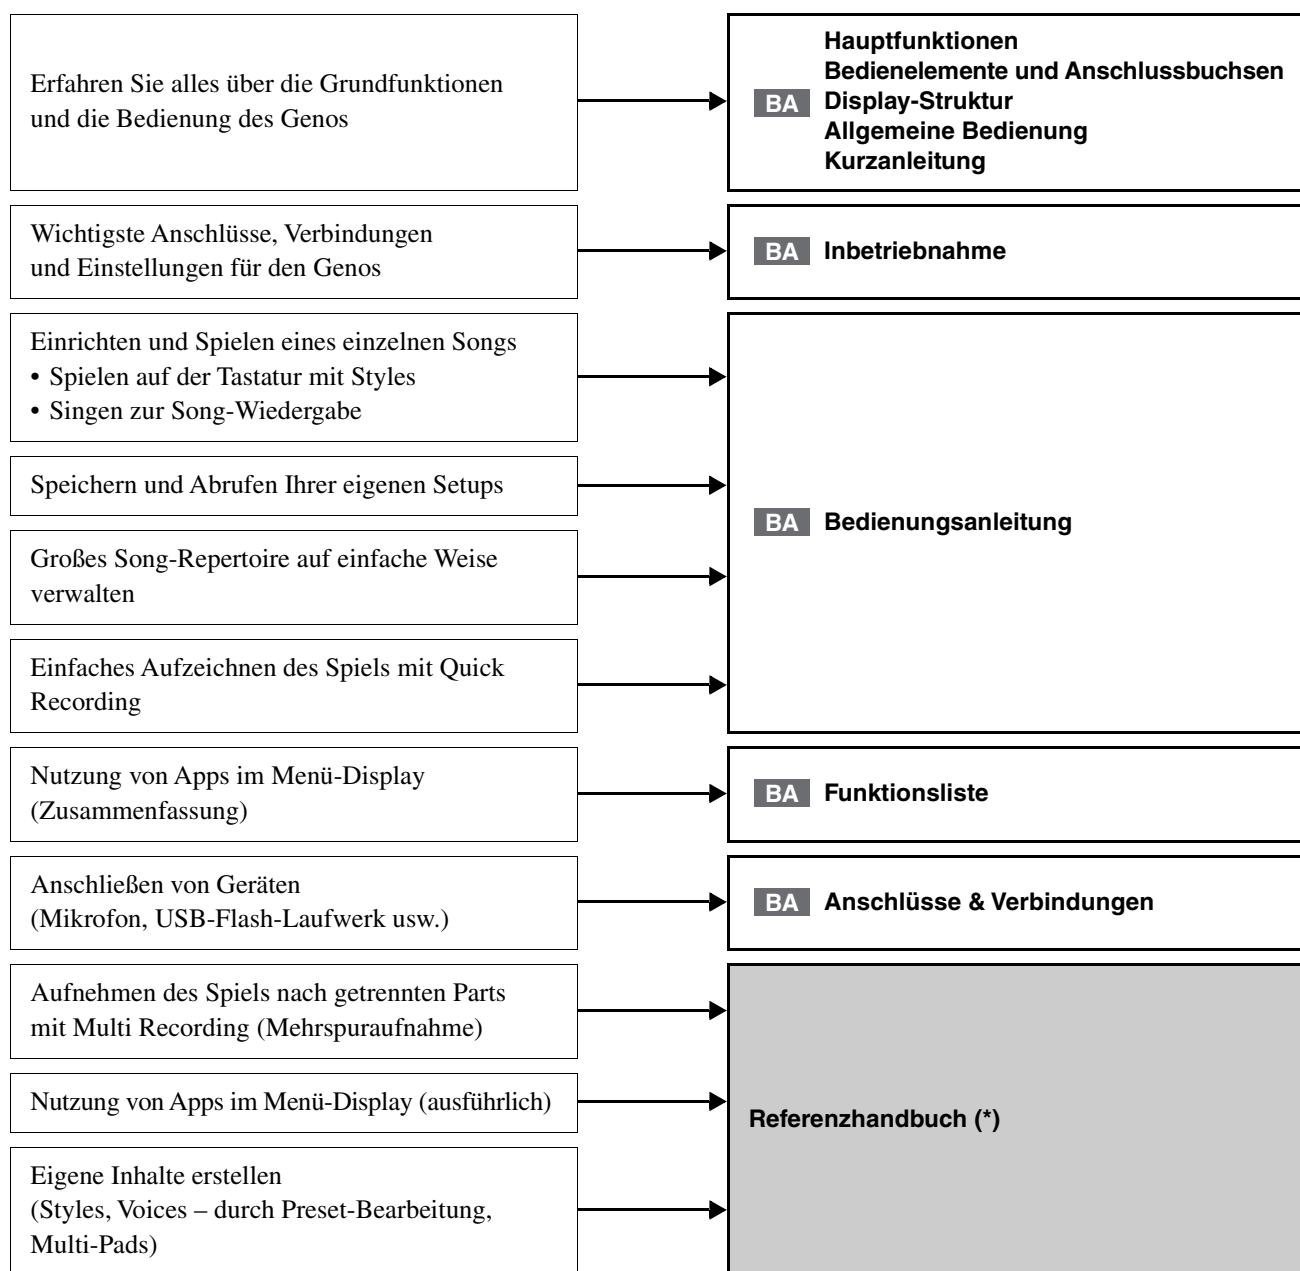 Erfahren Sie alles über die Grundfunktionen
und die Bedienung des Genos
BA
Hauptfunktionen
Bedienelemente und Anschlussbuchsen
Display-Struktur
Allgemeine Bedienung
Kurzanleitung
Wichtigste Anschlüsse, Verbindungen
und Einstellungen für den Genos
BA Inbetriebnahme
Einrichten und Spielen eines einzelnen Songs
• Spielen auf der Tastatur mit Styles
• Singen zur Song-Wiedergabe
Speichern und Abrufen Ihrer eigenen Setups
Großes Song-Repertoire auf einfache Weise
verwalten
Einfaches Aufzeichnen des Spiels mit Quick
Recording
BA Bedienungsanleitung
Nutzung von Apps im Menü-Display
(Zusammenfassung)
BA Funktionsliste
Anschließen von Geräten
(Mikrofon, USB-Flash-Laufwerk usw.)
BA Anschlüsse & Verbindungen
Aufnehmen des Spiels nach getrennten Parts
mit Multi Recording (Mehrspuraufnahme)
Nutzung von Apps im Menü-Display (ausführlich)
Eigene Inhalte erstellen
(Styles, Voices – durch Preset-Bearbeitung,
Multi-Pads)
Referenzhandbuch (*)